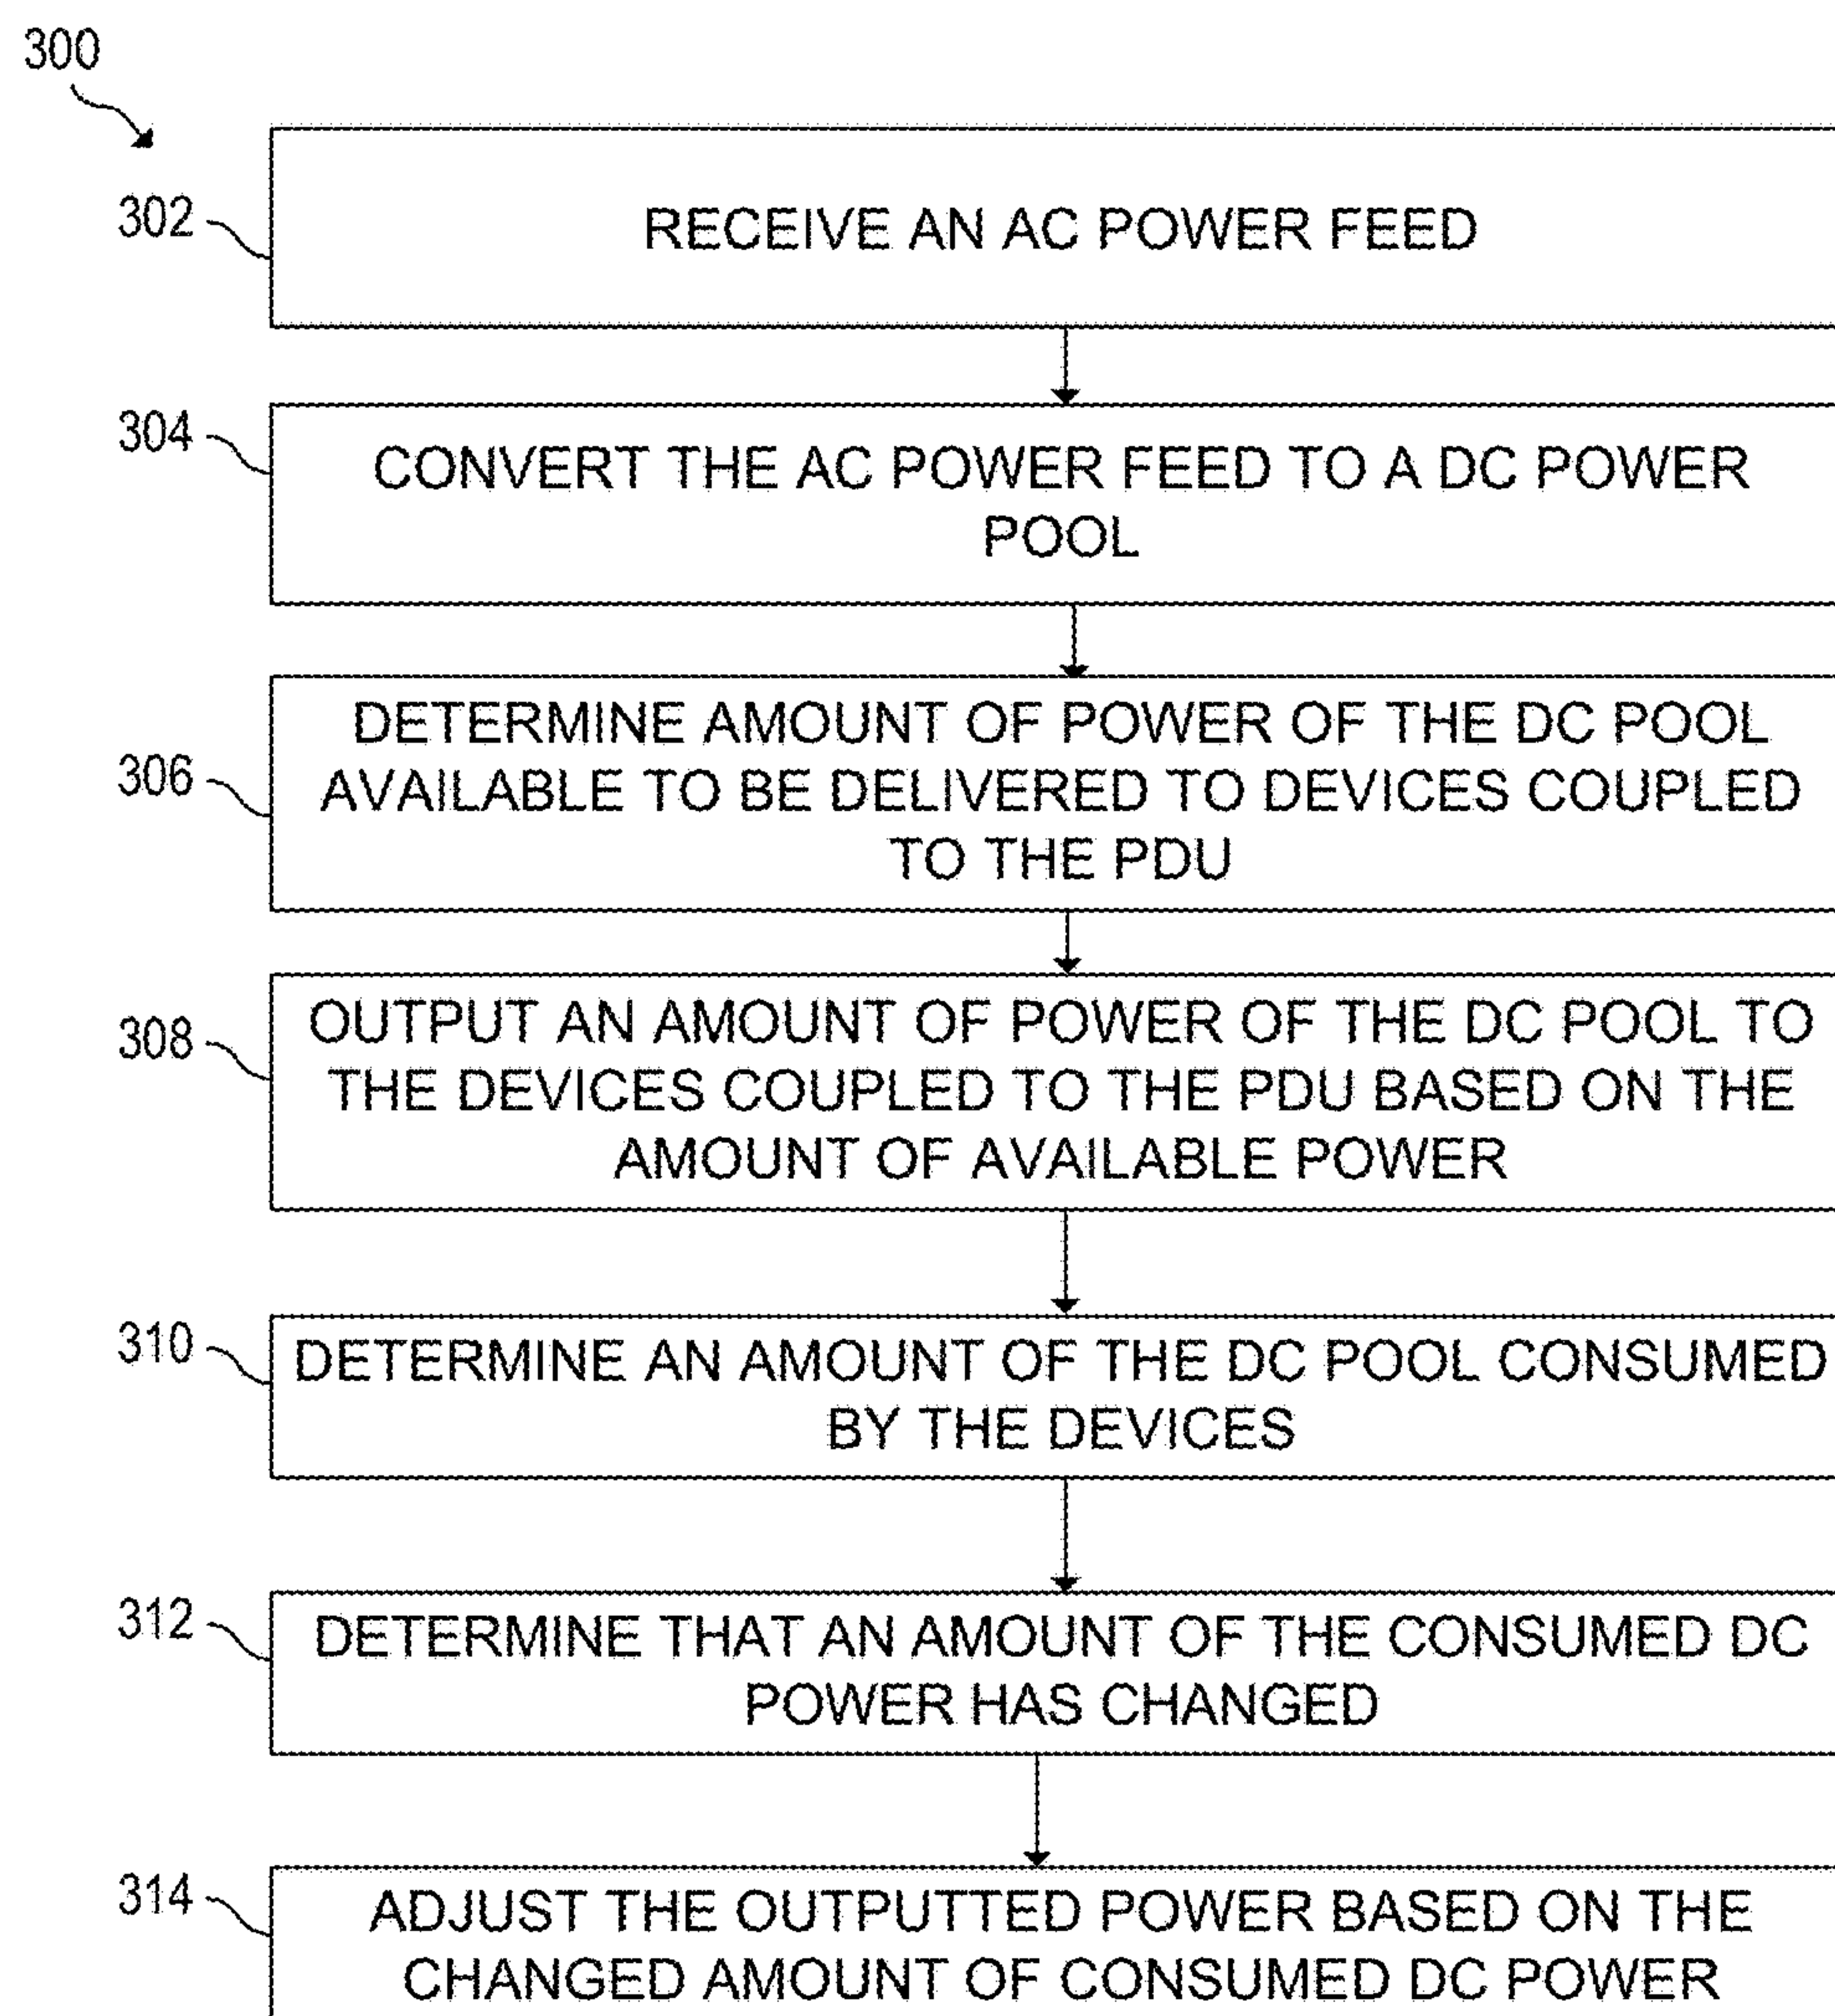 300
302
RECEIVE AN AC POWER FEED
304
CONVERT THE AC POWER FEED TO A DC POWER
POOL
306
DETERMINE AMOUNT OF POWER OF THE DC POOL
AVAILABLE TO BE DELIVERED TO DEVICES COUPLED
TO THE PDU
308
OUTPUT AN AMOUNT OF POWER OF THE DC POOL TO
THE DEVICES COUPLED TO THE PDU BASED ON THE
AMOUNT OF AVAILABLE POWER
310
DETERMINE AN AMOUNT OF THE DC POOL CONSUMED
BY THE DEVICES
312
DETERMINE THAT AN AMOUNT OF THE CONSUMED DC
POWER HAS CHANGED
314
ADJUST THE OUTPUTTED POWER BASED ON THE
CHANGED AMOUNT OF CONSUMED DC POWER